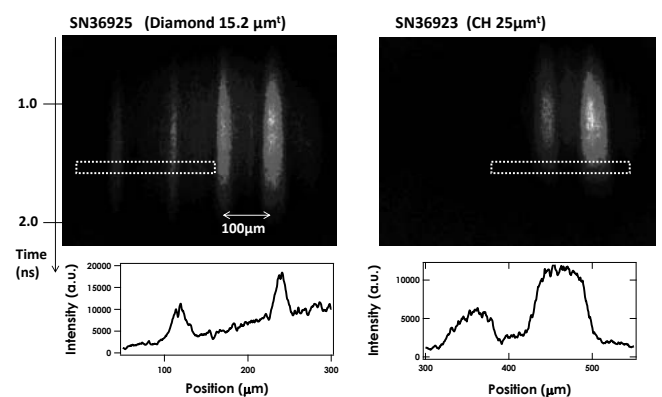 SN36925 (Diamond 15.2 μmᵗ)
SN36923 (CH 25μmᵗ)
1.0
2.0
Time
(ns)
100μm
Intensity (a.u.)
20000
15000
10000
5000
0
100
200
300
Position (μm)
Intensity (a.u.)
10000
5000
0
300
400
500
Position (μm)